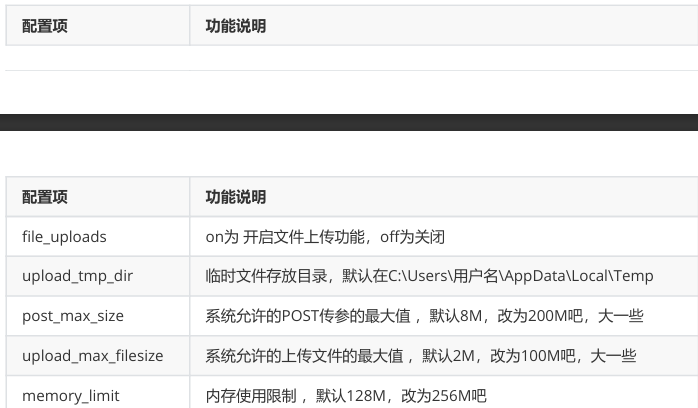 配置项 功能说明
配置项 功能说明
file_uploads on为 开启文件上传功能，off为关闭
upload_tmp_dir 临时文件存放目录，默认在C:\Users\用户名\AppData\Local\Temp
post_max_size 系统允许的POST传参的最大值 ，默认8M，改为200M吧，大一些
upload_max_filesize 系统允许的上传文件的最大值 ，默认2M，改为100M吧，大一些
memory_limit 内存使用限制 ，默认128M，改为256M吧